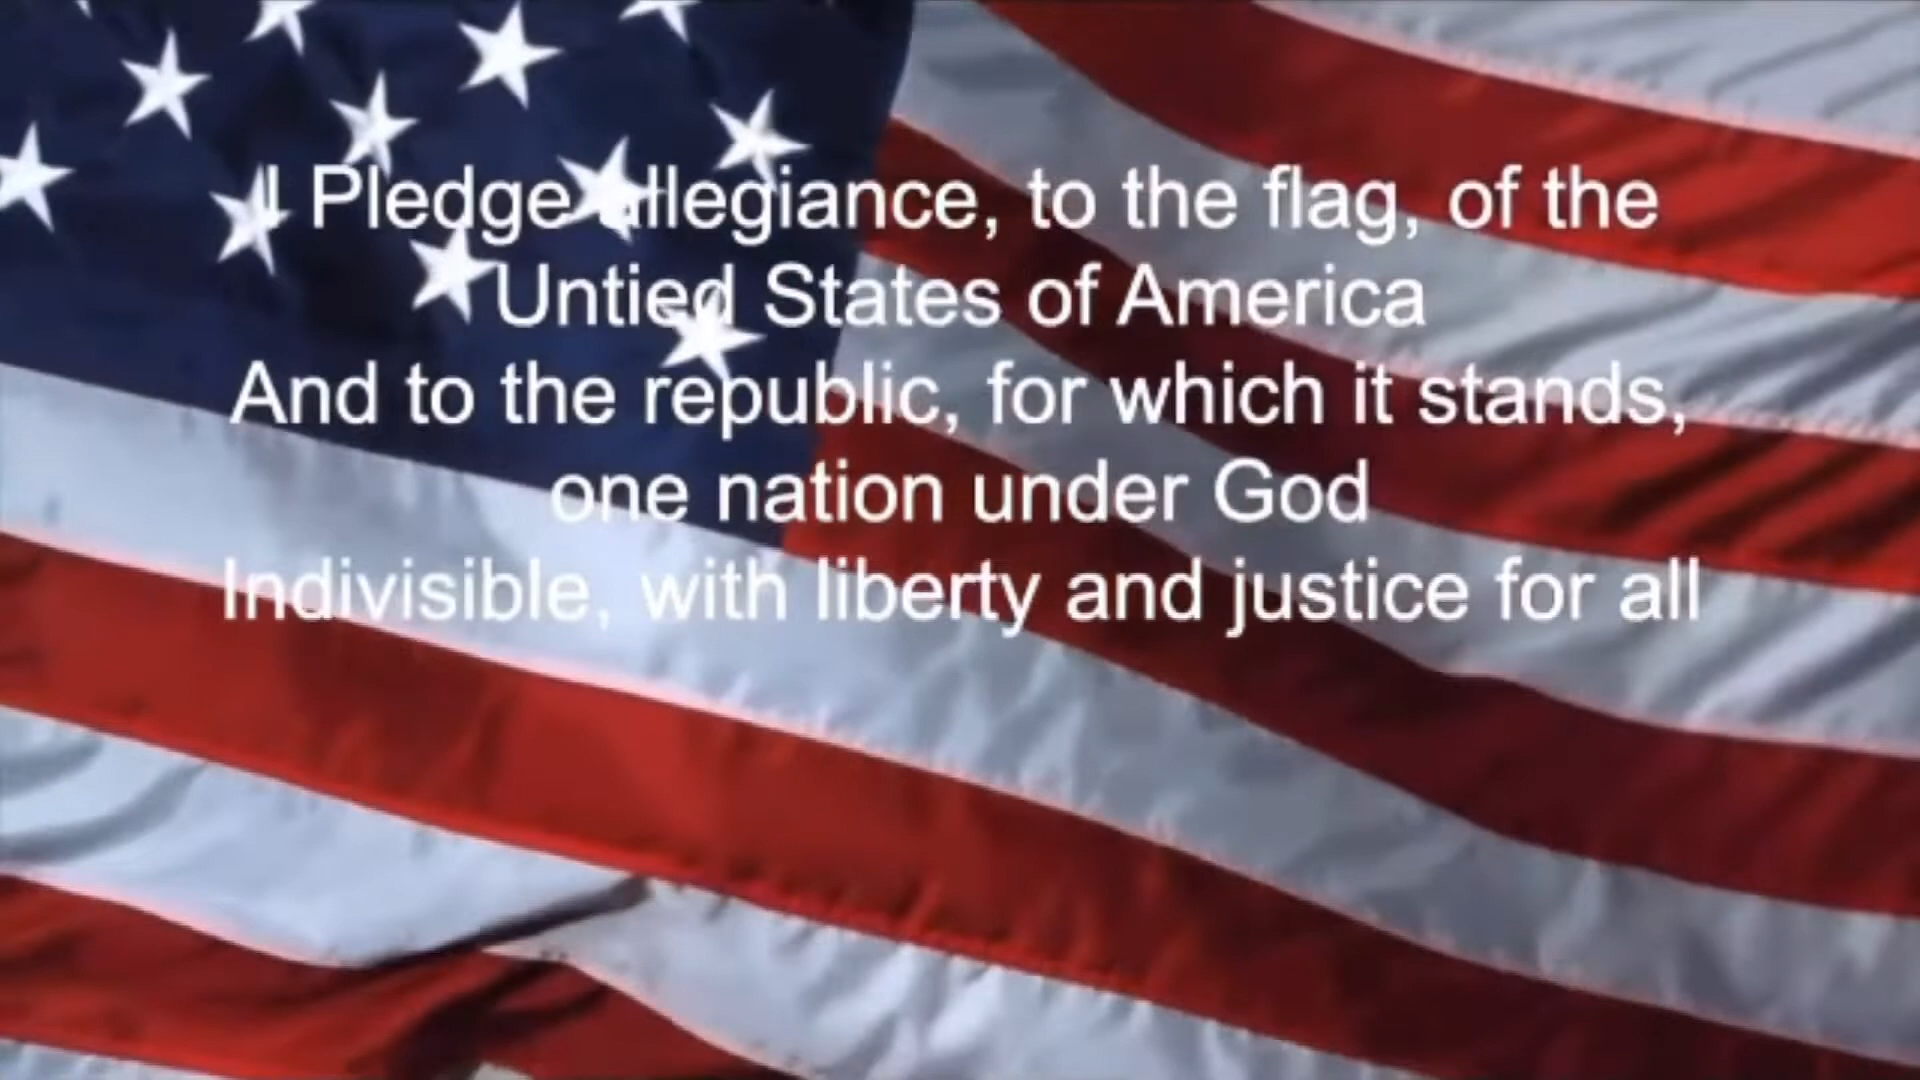 I Pledge allegiance, to the flag, of the
Untied States of America
And to the republic, for which it stands,
one nation under God
Indivisible, with liberty and justice for all